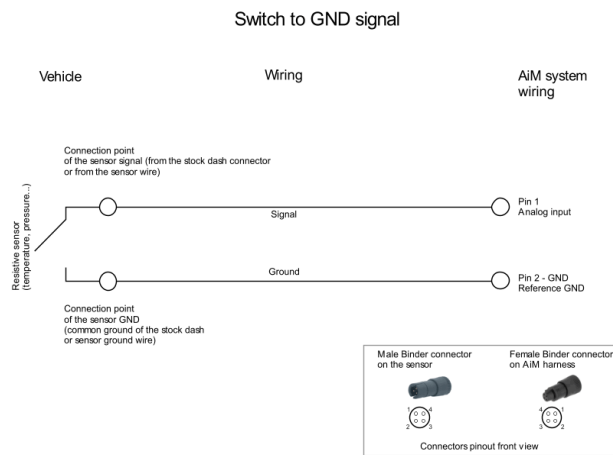 Switch to GND signal
Vehicle
Wiring
AiM system
wiring
Connection point
of the sensor signal (from the stock dash connector
or from the sensor wire)
Resistive sensor
(temperature, pressure...)
Signal
Pin 1
Analog input
Ground
Pin 2 - GND
Reference GND
Connection point
of the sensor GND
(common ground of the stock dash
or sensor ground wire)
Male Binder connector
on the sensor
Female Binder connector
on AiM harness
1 4
2 3
4 1
3 2
Connectors pinout front view